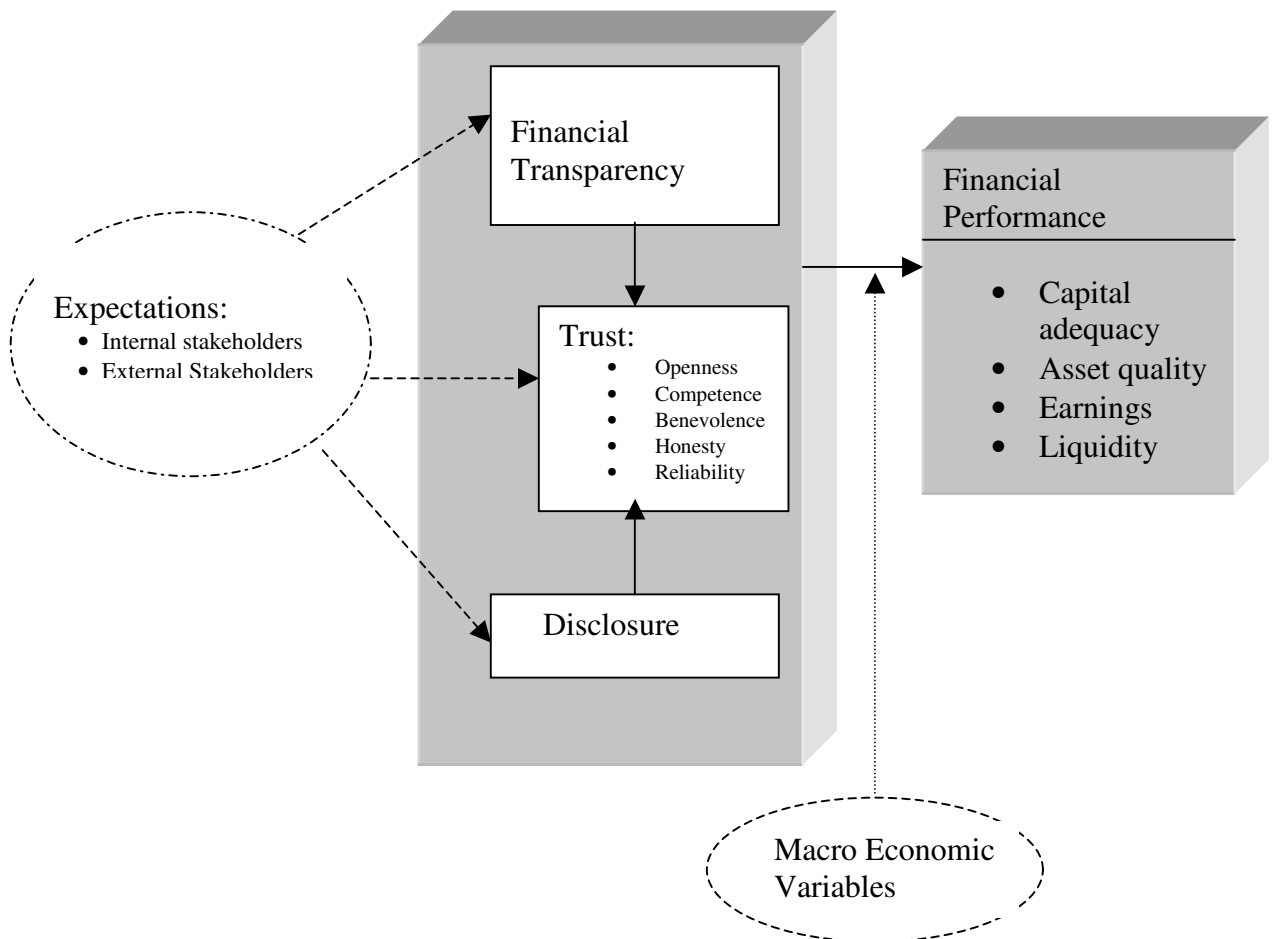 Financial
Transparency
Financial
Performance
Expectations:
• Internal stakeholders
• External Stakeholders
Trust:
• Openness
• Competence
• Benevolence
• Honesty
• Reliability
• Capital
adequacy
• Asset quality
• Earnings
• Liquidity
Disclosure
Macro Economic
Variables